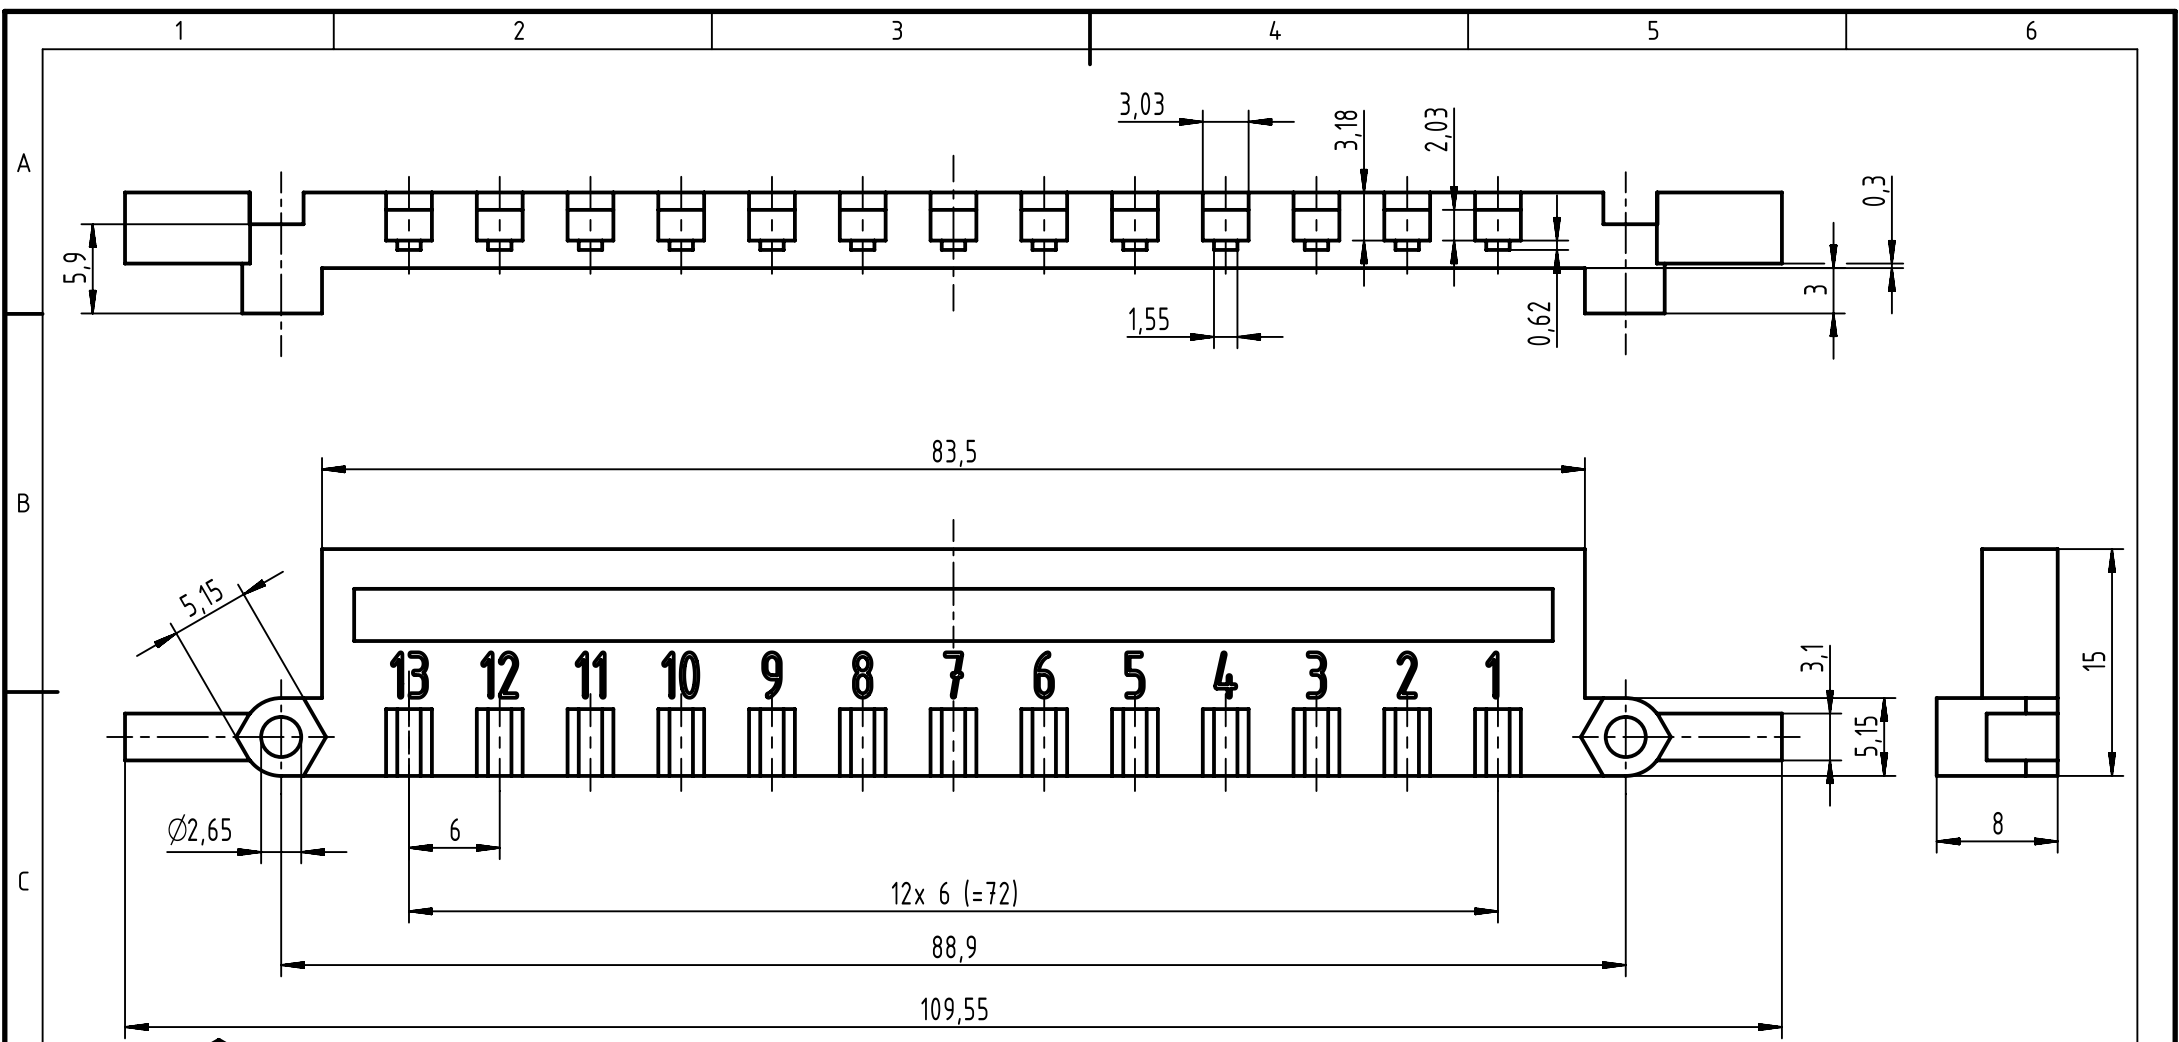 1 2 3 4 5 6
A
3,03 3,18 2,03 0,3
5,9 1,55 0,62 3
B
83,5
5,15
13 12 11 10 9 8 7 6 5 4 3 2 1
3,1 5,15 15
∅2,65 6 8
C
12x 6 (=72)
88,9
109,55